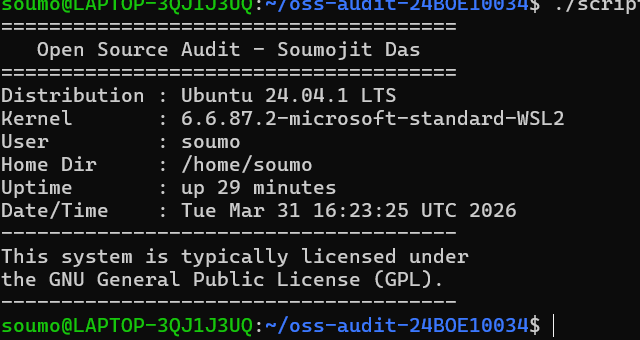 soumo@LAPTOP-3QJ1J3UQ:~/oss-audit-24BOE10034$ ./script
======================================
   Open Source Audit - Soumojit Das
======================================
Distribution : Ubuntu 24.04.1 LTS
Kernel       : 6.6.87.2-microsoft-standard-WSL2
User         : soumo
Home Dir     : /home/soumo
Uptime       : up 29 minutes
Date/Time    : Tue Mar 31 16:23:25 UTC 2026
--------------------------------------
This system is typically licensed under
the GNU General Public License (GPL).
--------------------------------------
soumo@LAPTOP-3QJ1J3UQ:~/oss-audit-24BOE10034$